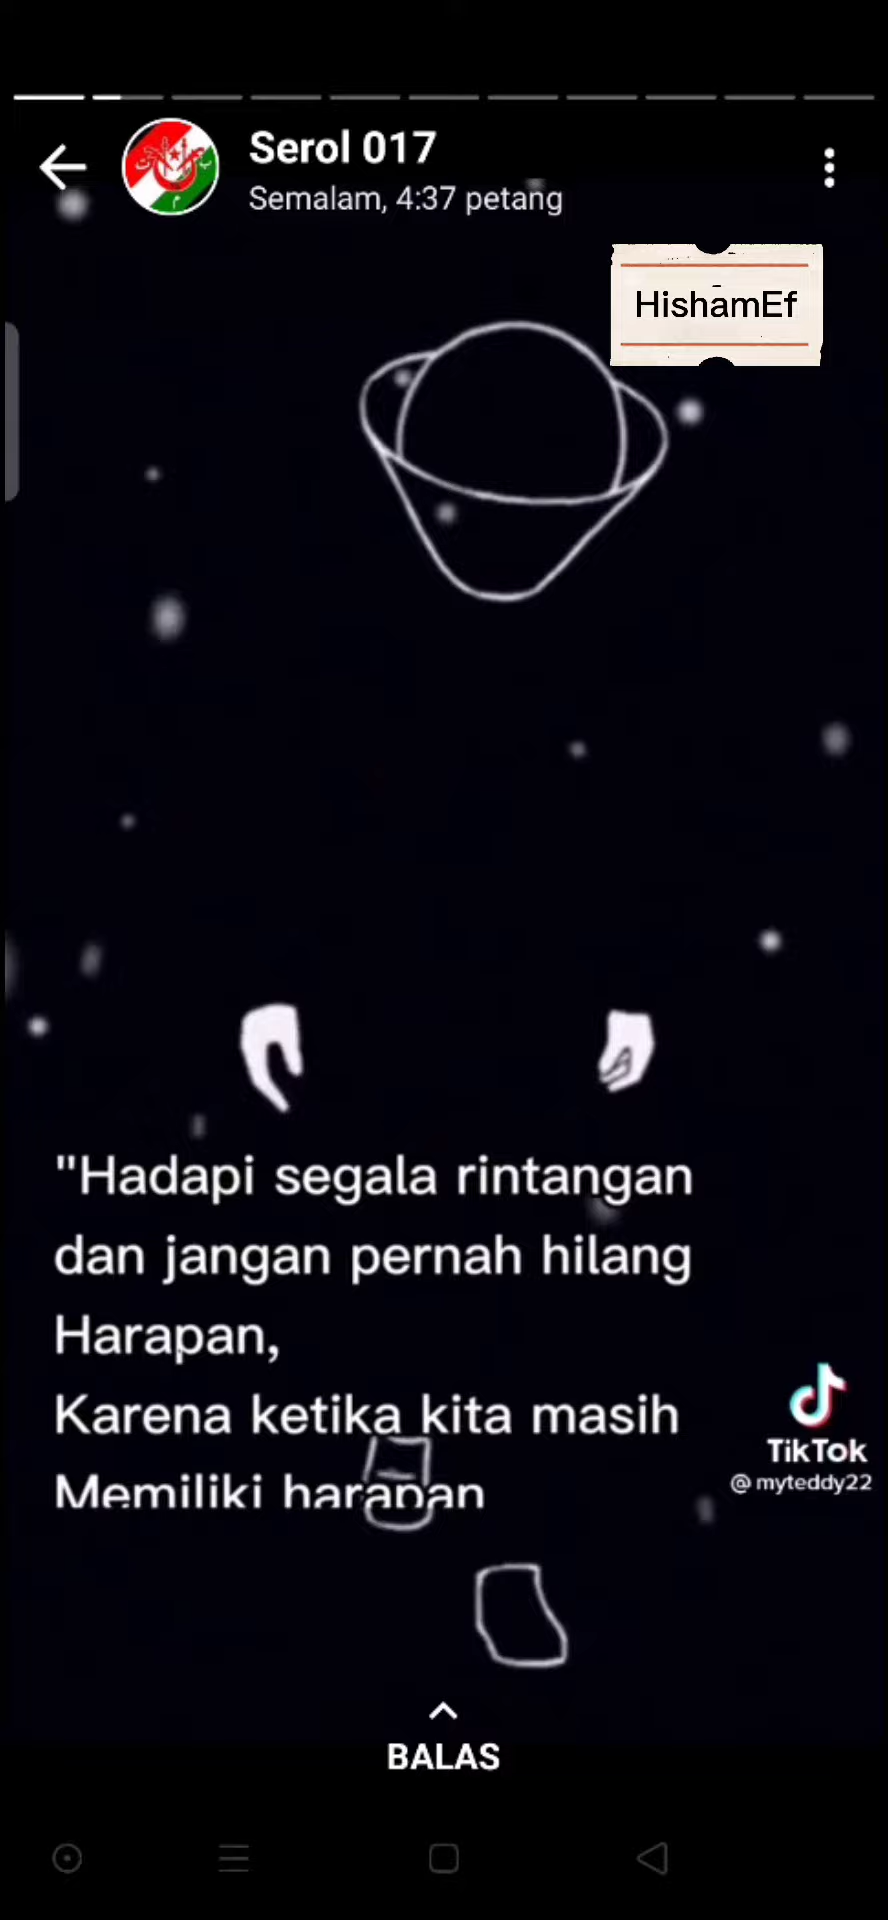 Serol 017
Semalam, 4:37 petang
HishamEf
"Hadapi segala rintangan
dan jangan pernah hilang
Harapan,
Karena ketika kita masih
Memiliki harapan
TikTok
@myteddy22
BALAS